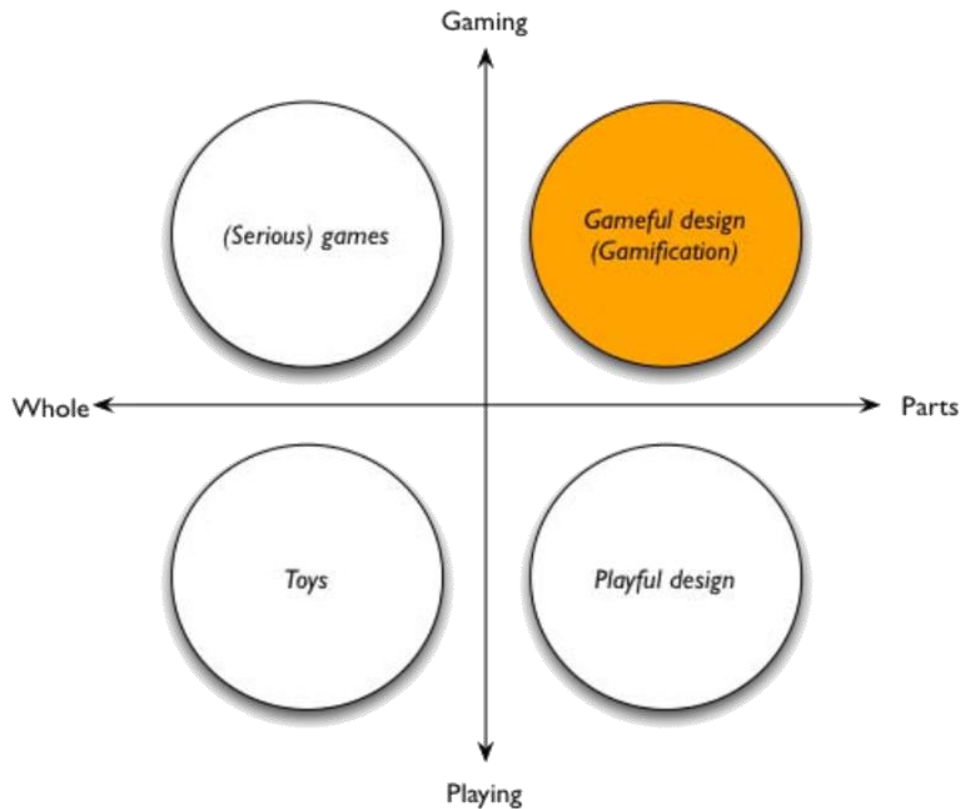 Gaming
(Serious) games
Gameful design
(Gamification)
Whole
Parts
Toys
Playful design
Playing